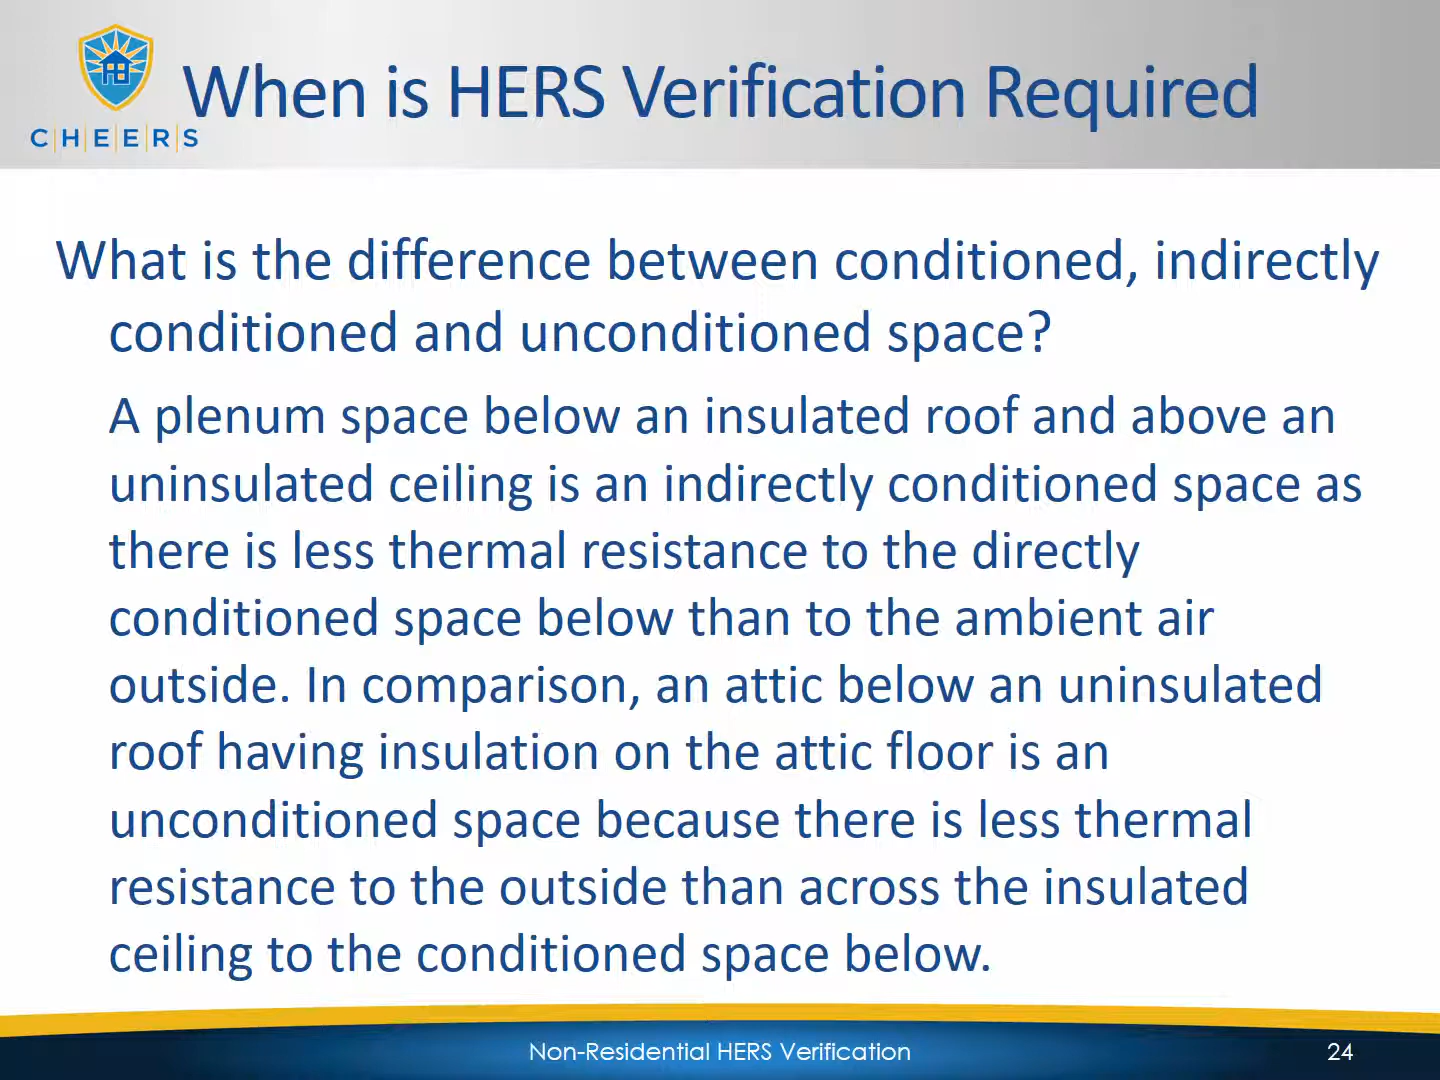 When is HERS Verification Required
C|H|E|E|R|S
What is the difference between conditioned, indirectly
conditioned and unconditioned space?
A plenum space below an insulated roof and above an
uninsulated ceiling is an indirectly conditioned space as
there is less thermal resistance to the directly
conditioned space below than to the ambient air
outside. In comparison, an attic below an uninsulated
roof having insulation on the attic floor is an
unconditioned space because there is less thermal
resistance to the outside than across the insulated
ceiling to the conditioned space below.
Non-Residential HERS Verification
24